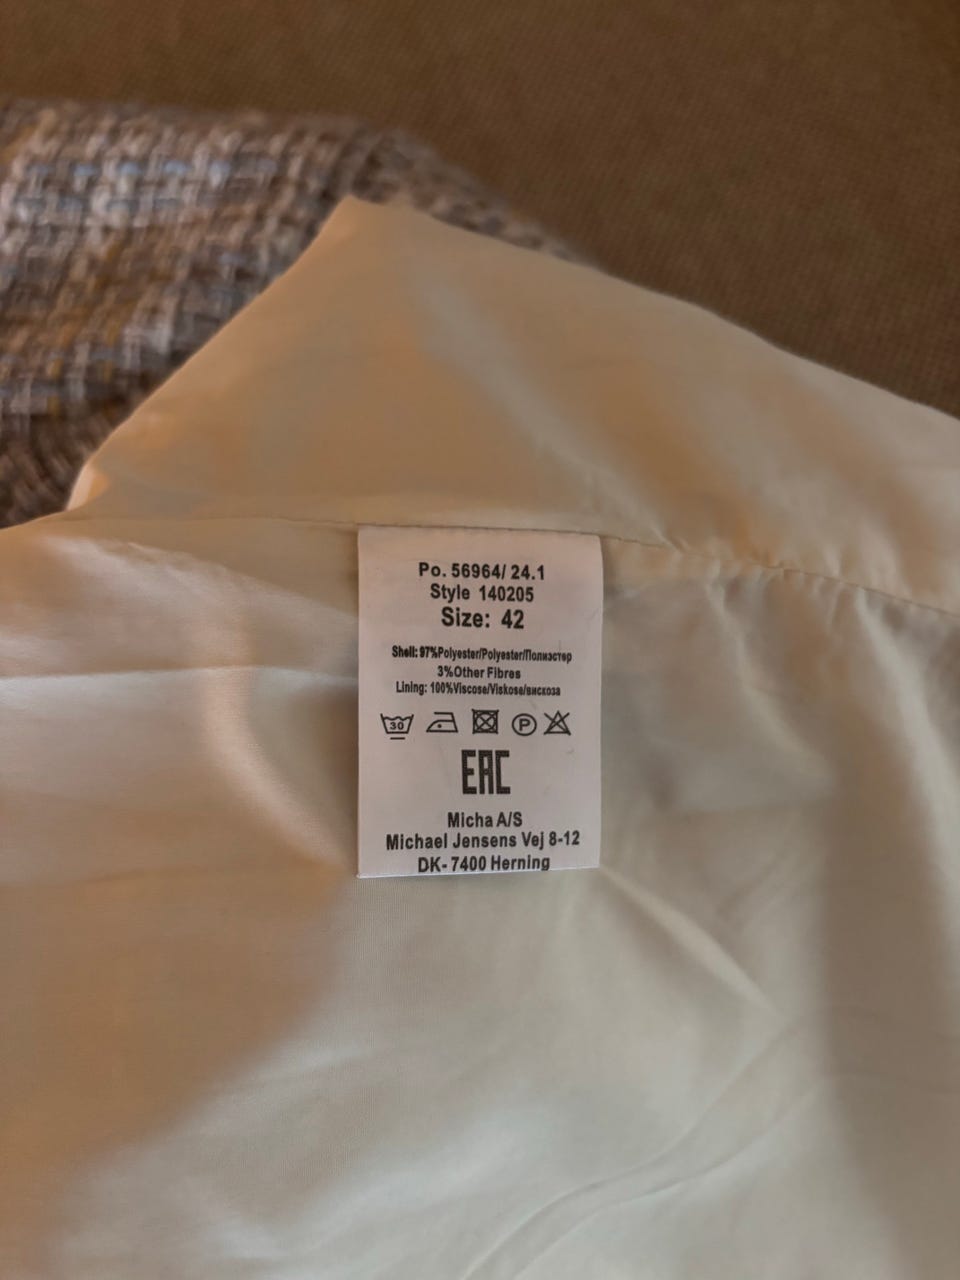 Po. 56964/ 24.1
Style 140205
Size: 42
Shell: 97%Polyester/Polyester/Полиэстер
3%Other Fibres
Lining: 100%Viscose/Viskose/вискоза
30 P
EAC
Micha A/S
Michael Jensens Vej 8-12
DK- 7400 Herning